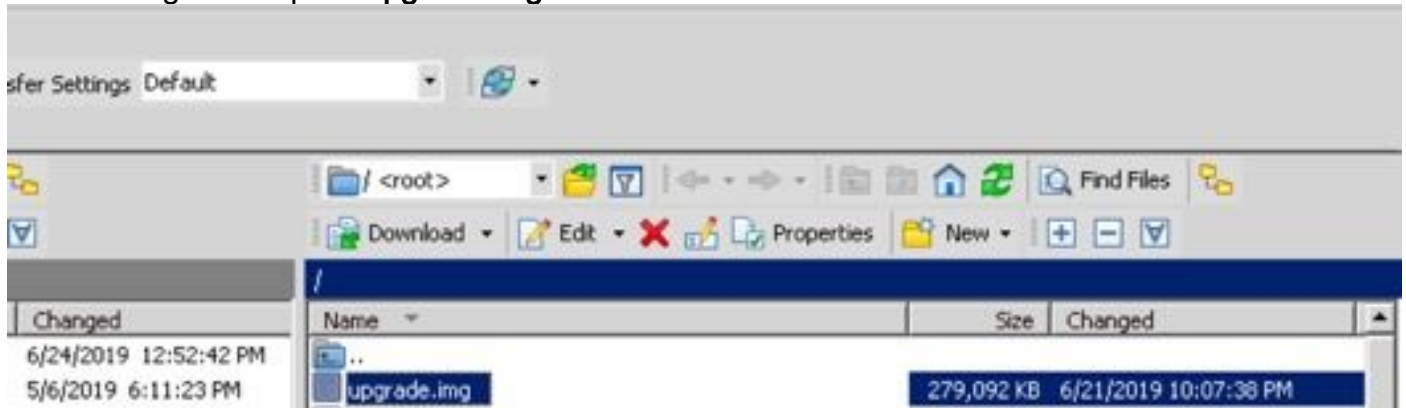 sfer Settings Default
/ <root>
Find Files
Download
Edit
Properties
New
/
Changed
Name
Size
Changed
6/24/2019 12:52:42 PM
..
5/6/2019 6:11:23 PM
upgrade.img
279,092 KB
6/21/2019 10:07:38 PM